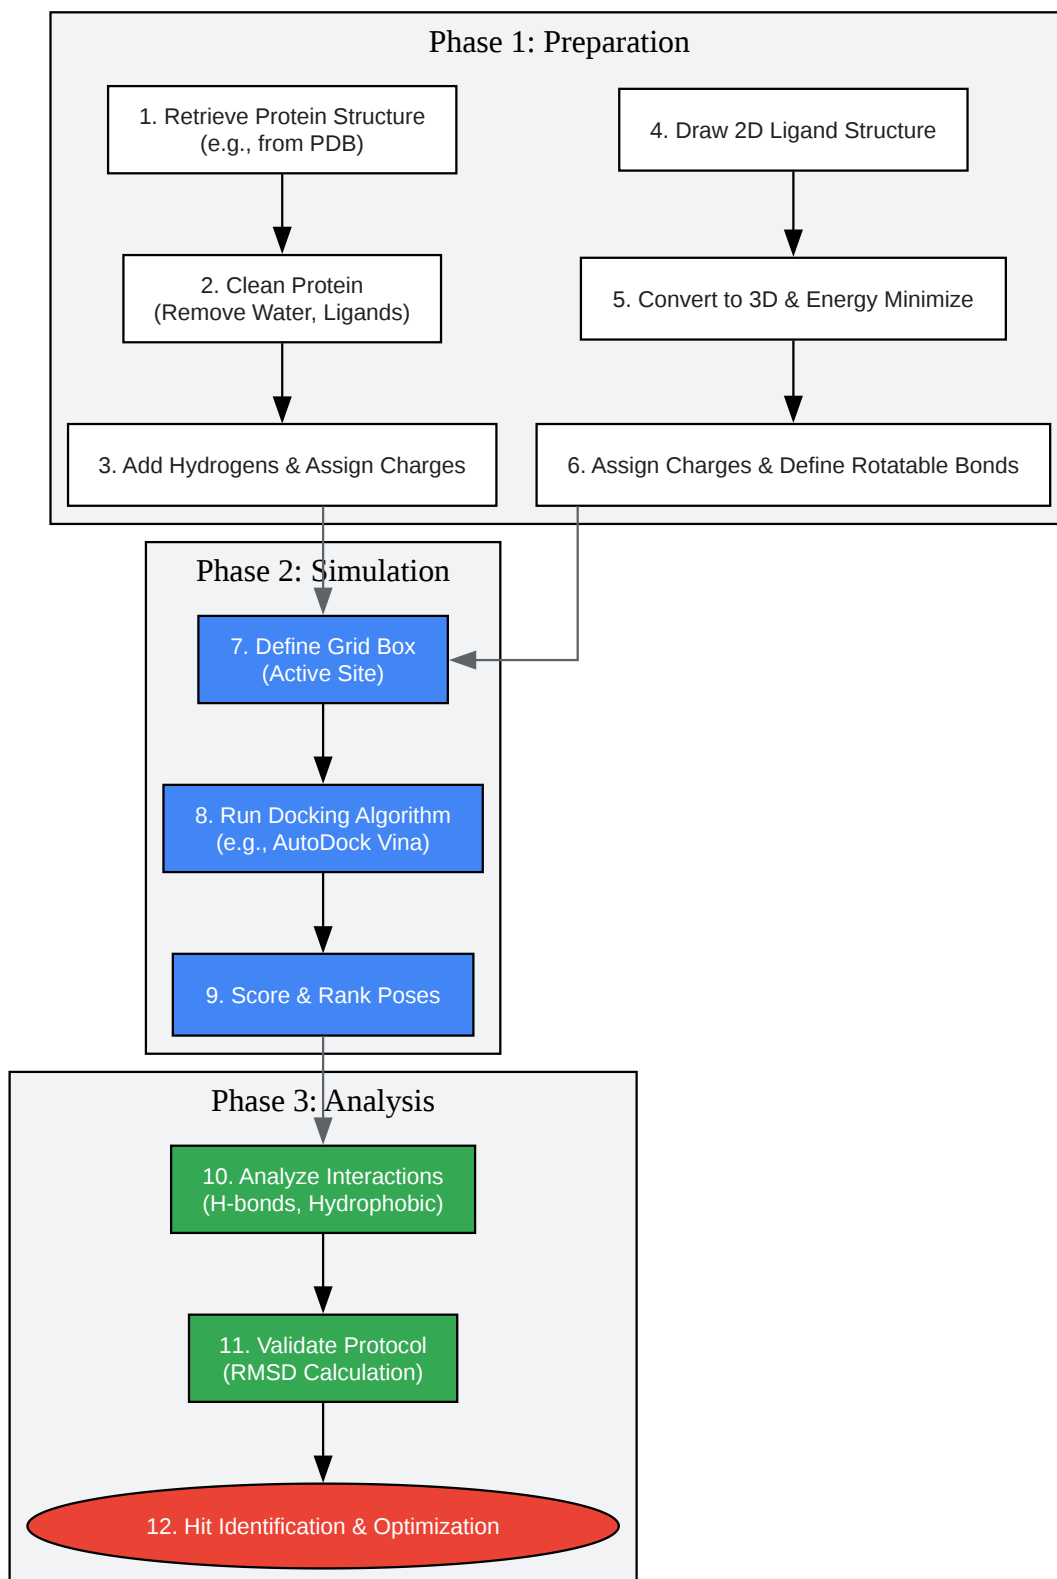 Phase 1: Preparation
1. Retrieve Protein Structure
(e.g., from PDB)
2. Clean Protein
(Remove Water, Ligands)
3. Add Hydrogens & Assign Charges
4. Draw 2D Ligand Structure
5. Convert to 3D & Energy Minimize
6. Assign Charges & Define Rotatable Bonds
Phase 2: Simulation
7. Define Grid Box
(Active Site)
8. Run Docking Algorithm
(e.g., AutoDock Vina)
9. Score & Rank Poses
Phase 3: Analysis
10. Analyze Interactions
(H-bonds, Hydrophobic)
11. Validate Protocol
(RMSD Calculation)
12. Hit Identification & Optimization